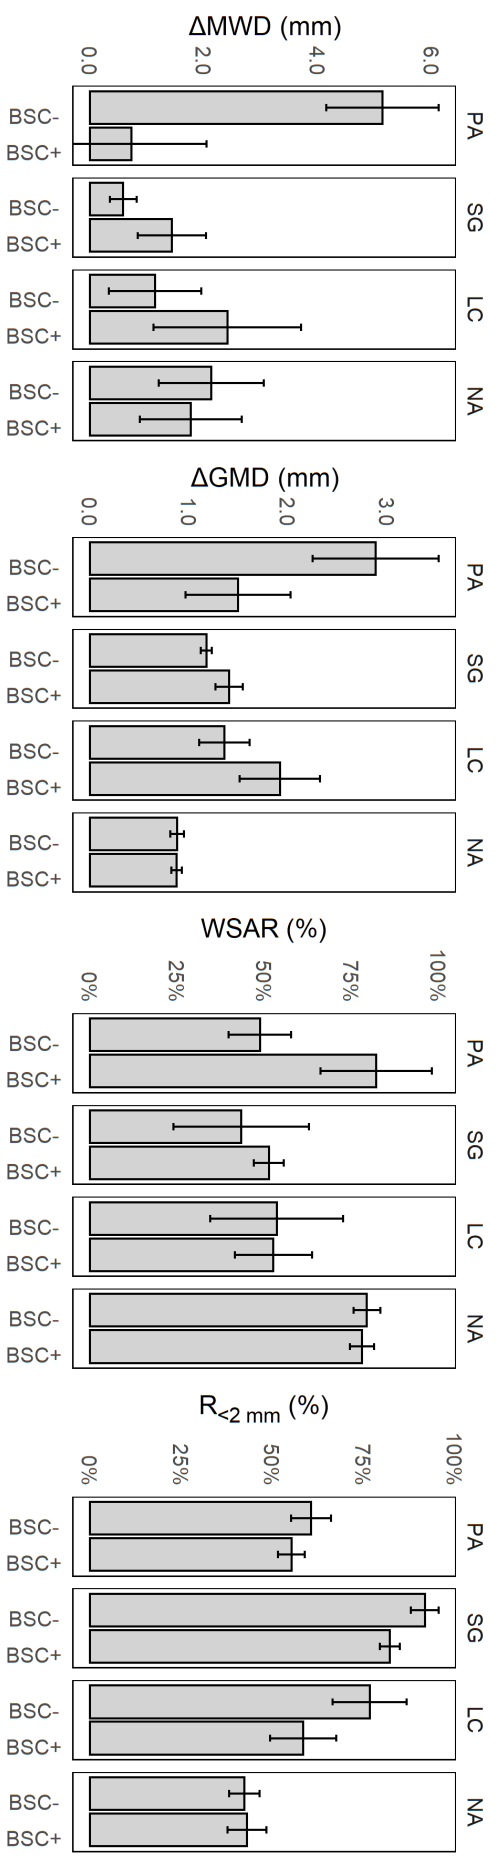 ΔMWD (mm)
0.0 2.0 4.0 6.0
PA
BSC-
BSC+
SG
BSC-
BSC+
LC
BSC-
BSC+
NA
BSC-
BSC+
ΔGMD (mm)
0.0 1.0 2.0 3.0
PA
BSC-
BSC+
SG
BSC-
BSC+
LC
BSC-
BSC+
NA
BSC-
BSC+
WSAR (%)
0% 25% 50% 75% 100%
PA
BSC-
BSC+
SG
BSC-
BSC+
LC
BSC-
BSC+
NA
BSC-
BSC+
R<2 mm (%)
0% 25% 50% 75% 100%
PA
BSC-
BSC+
SG
BSC-
BSC+
LC
BSC-
BSC+
NA
BSC-
BSC+